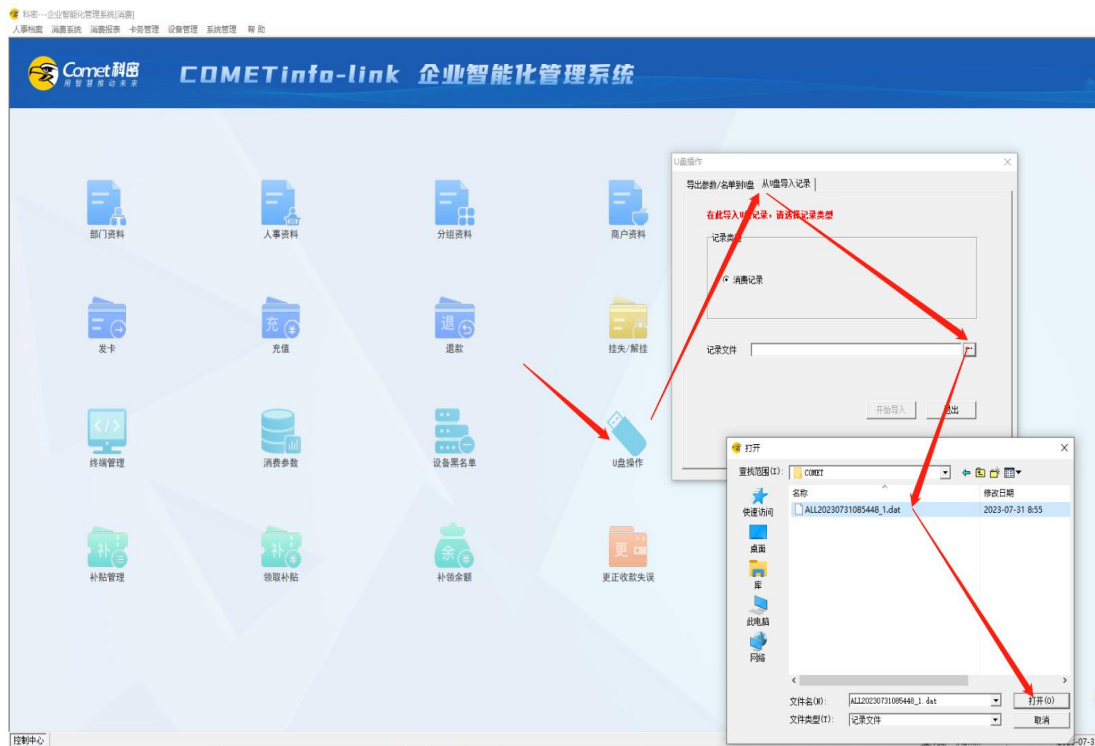 科密---企业智能化管理系统[消费]
人事档案 消费系统 消费报表 卡务管理 设备管理 系统管理 帮 助
Comet科密
用智慧推动未来
COMETinfo-link 企业智能化管理系统
部门资料 人事资料 分组资料 商户资料
充 退
发卡 充值 退款 挂失/解挂
终端管理 消费参数 设备黑名单 U盘操作
补 补 余 更
补贴管理 领取补贴 补领余额 更正收款失误
控制中心
U盘操作
导出参数/名单到U盘 从U盘导入记录
在此导入U盘记录，请选择记录类型
记录类型
消费记录
记录文件
开始导入 退出
打开
查找范围(I): COMET
名称 修改日期
ALL20230731085448_1.dat 2023-07-31 8:55
快速访问
桌面
库
此电脑
网络
文件名(N): ALL20230731085448_1.dat 打开(O)
文件类型(T): 记录文件 取消